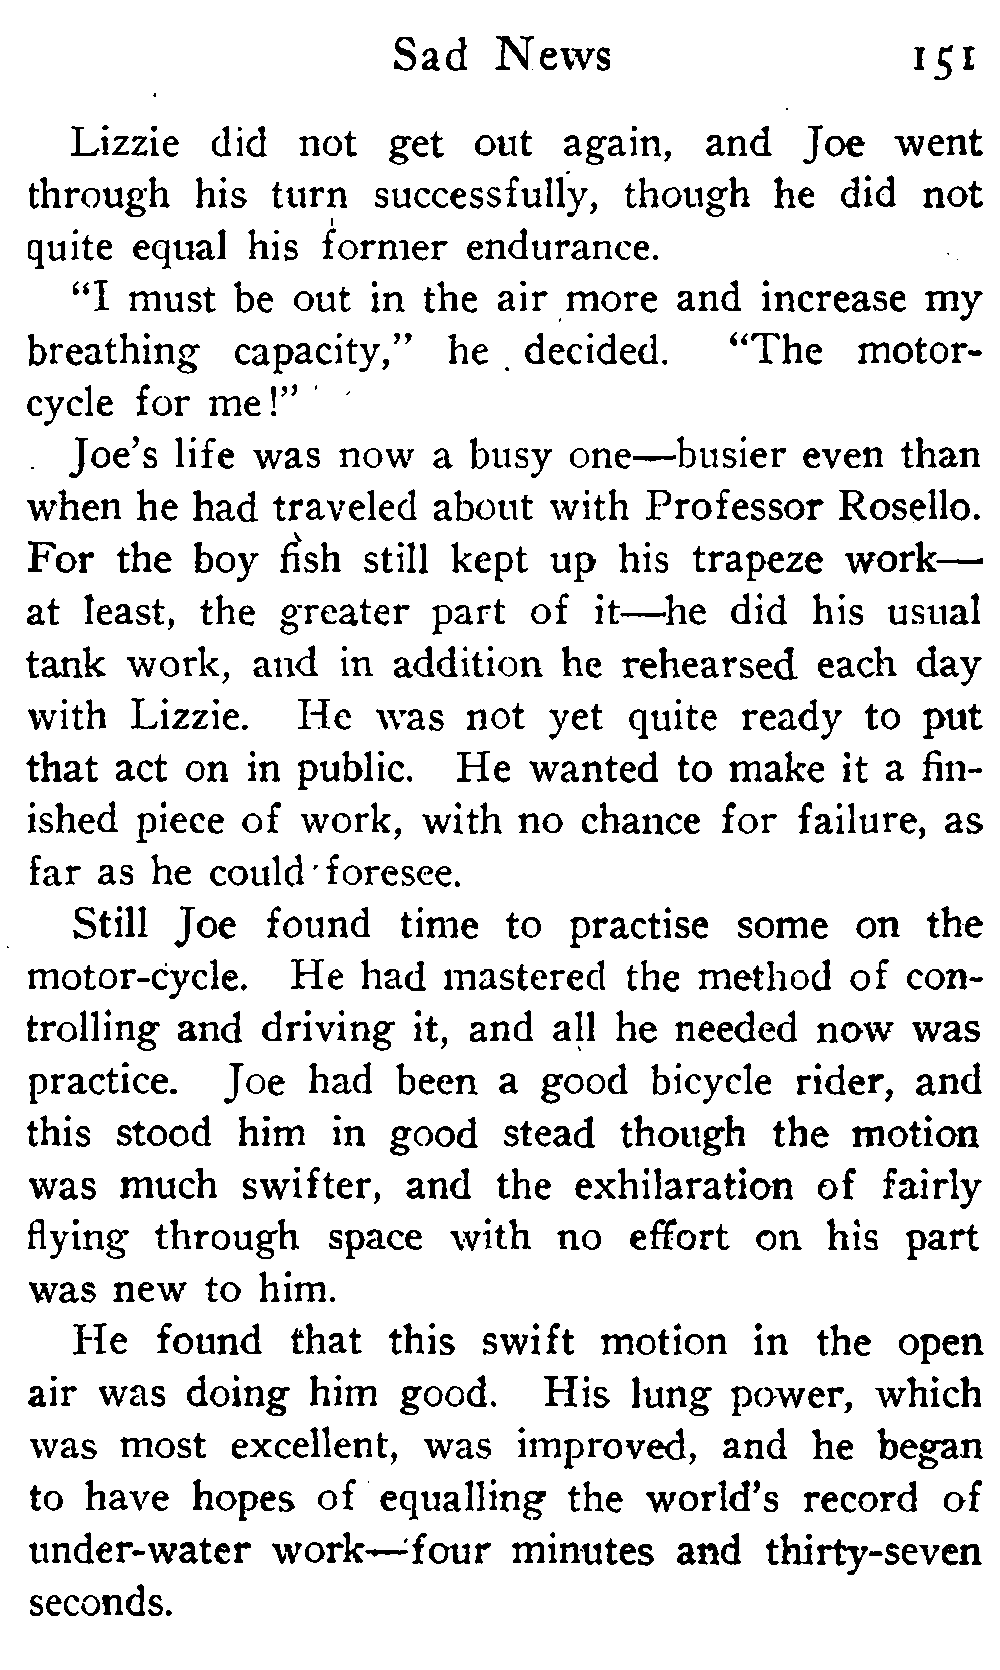 Sad News 151
Lizzie did not get out again, and Joe went
through his turn successfully, though he did not
quite equal his former endurance.
"I must be out in the air more and increase my
breathing capacity," he decided. "The motor-
cycle for me!"
Joe's life was now a busy one—busier even than
when he had traveled about with Professor Rosello.
For the boy fish still kept up his trapeze work—
at least, the greater part of it—he did his usual
tank work, and in addition he rehearsed each day
with Lizzie. He was not yet quite ready to put
that act on in public. He wanted to make it a fin-
ished piece of work, with no chance for failure, as
far as he could foresee.
Still Joe found time to practise some on the
motor-cycle. He had mastered the method of con-
trolling and driving it, and all he needed now was
practice. Joe had been a good bicycle rider, and
this stood him in good stead though the motion
was much swifter, and the exhilaration of fairly
flying through space with no effort on his part
was new to him.
He found that this swift motion in the open
air was doing him good. His lung power, which
was most excellent, was improved, and he began
to have hopes of equalling the world's record of
under-water work—four minutes and thirty-seven
seconds.